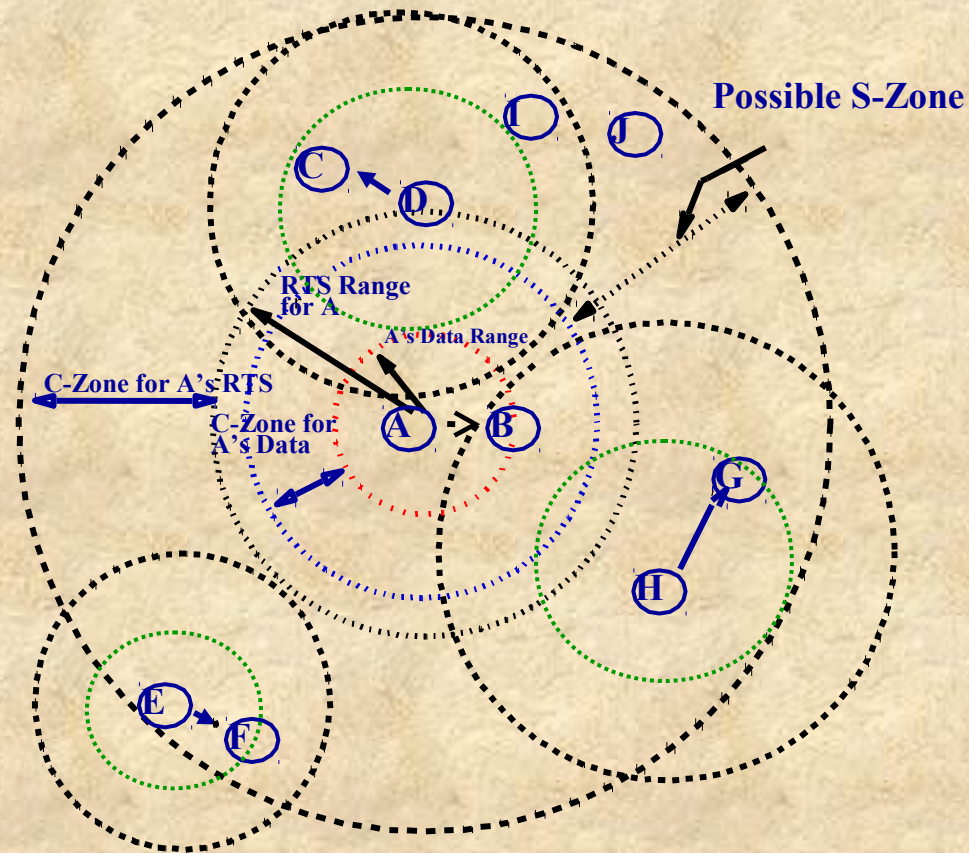 Possible S-Zone
I
J
C
D
RTS Range
for A
A's Data Range
C-Zone for A's RTS
C-Zone for
A's Data
A
B
G
H
E
F